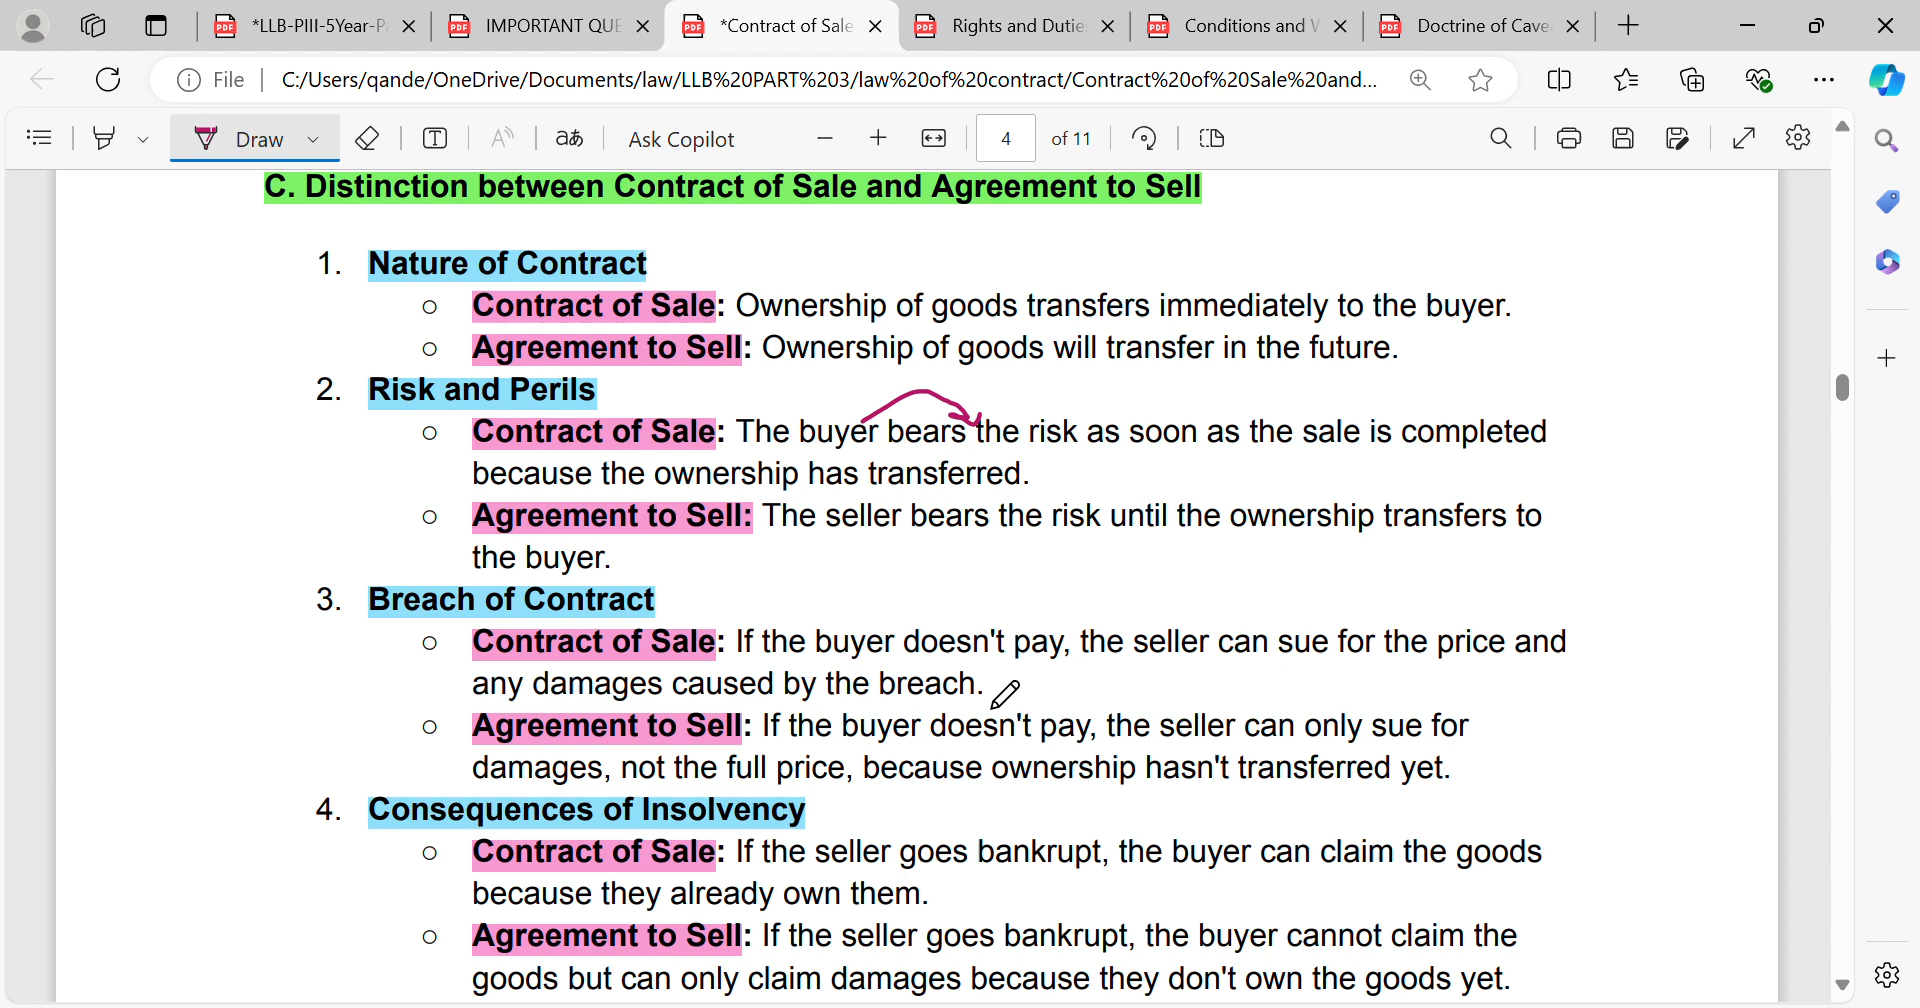 *LLB-PIII-5Year-Pa
IMPORTANT QUE
*Contract of Sale
Rights and Dutie
Conditions and W
Doctrine of Cave
File
C:/Users/qande/OneDrive/Documents/law/LLB%20PART%203/law%20of%20contract/Contract%20of%20Sale%20and...
Draw
aあ
Ask Copilot
4 of 11
C. Distinction between Contract of Sale and Agreement to Sell
1. Nature of Contract
○ Contract of Sale: Ownership of goods transfers immediately to the buyer.
○ Agreement to Sell: Ownership of goods will transfer in the future.
2. Risk and Perils
○ Contract of Sale: The buyer bears the risk as soon as the sale is completed
because the ownership has transferred.
○ Agreement to Sell: The seller bears the risk until the ownership transfers to
the buyer.
3. Breach of Contract
○ Contract of Sale: If the buyer doesn't pay, the seller can sue for the price and
any damages caused by the breach.
○ Agreement to Sell: If the buyer doesn't pay, the seller can only sue for
damages, not the full price, because ownership hasn't transferred yet.
4. Consequences of Insolvency
○ Contract of Sale: If the seller goes bankrupt, the buyer can claim the goods
because they already own them.
○ Agreement to Sell: If the seller goes bankrupt, the buyer cannot claim the
goods but can only claim damages because they don't own the goods yet.